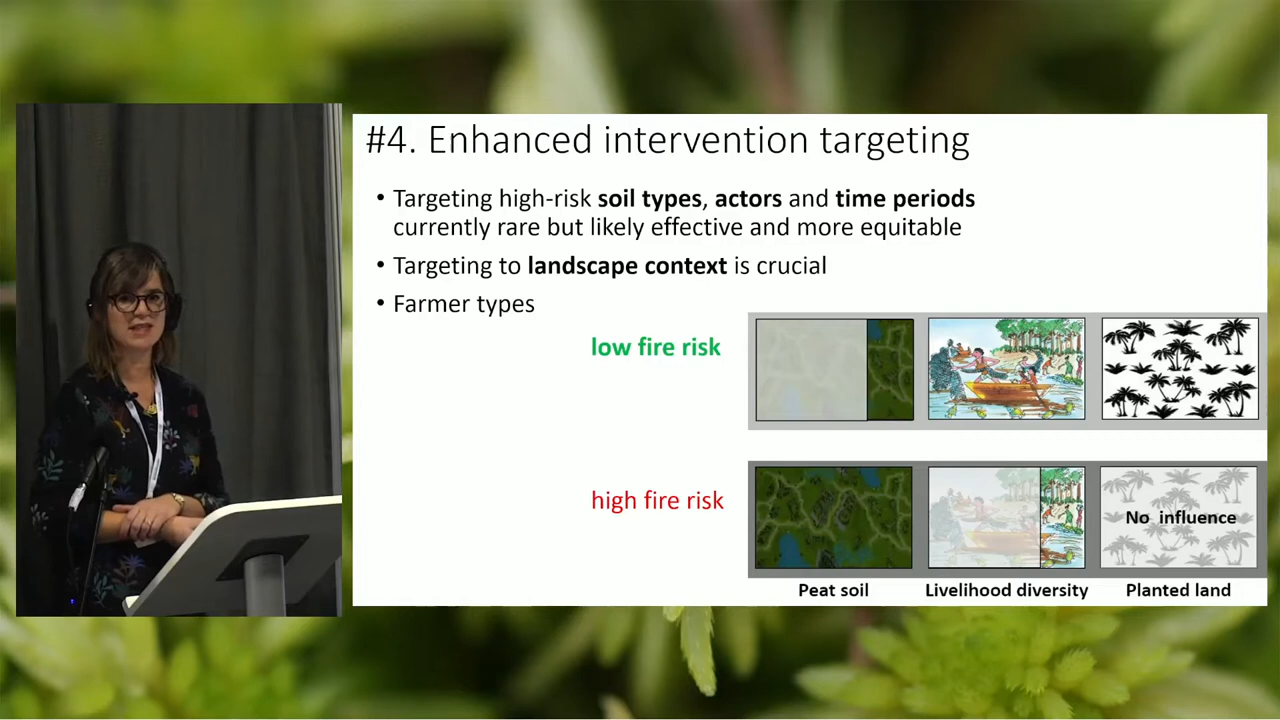 #4. Enhanced intervention targeting
• Targeting high-risk soil types, actors and time periods
currently rare but likely effective and more equitable
• Targeting to landscape context is crucial
• Farmer types
low fire risk
high fire risk
No influence
Peat soil
Livelihood diversity
Planted land